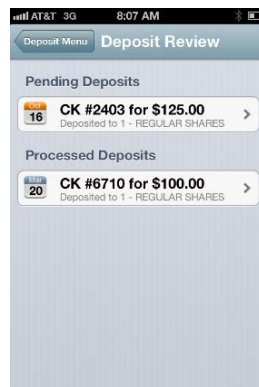 AT&T 3G 8:07 AM
Deposit Menu Deposit Review
Pending Deposits
Oct
16
CK #2403 for $125.00
Deposited to 1 - REGULAR SHARES
Processed Deposits
Mar
20
CK #6710 for $100.00
Deposited to 1 - REGULAR SHARES